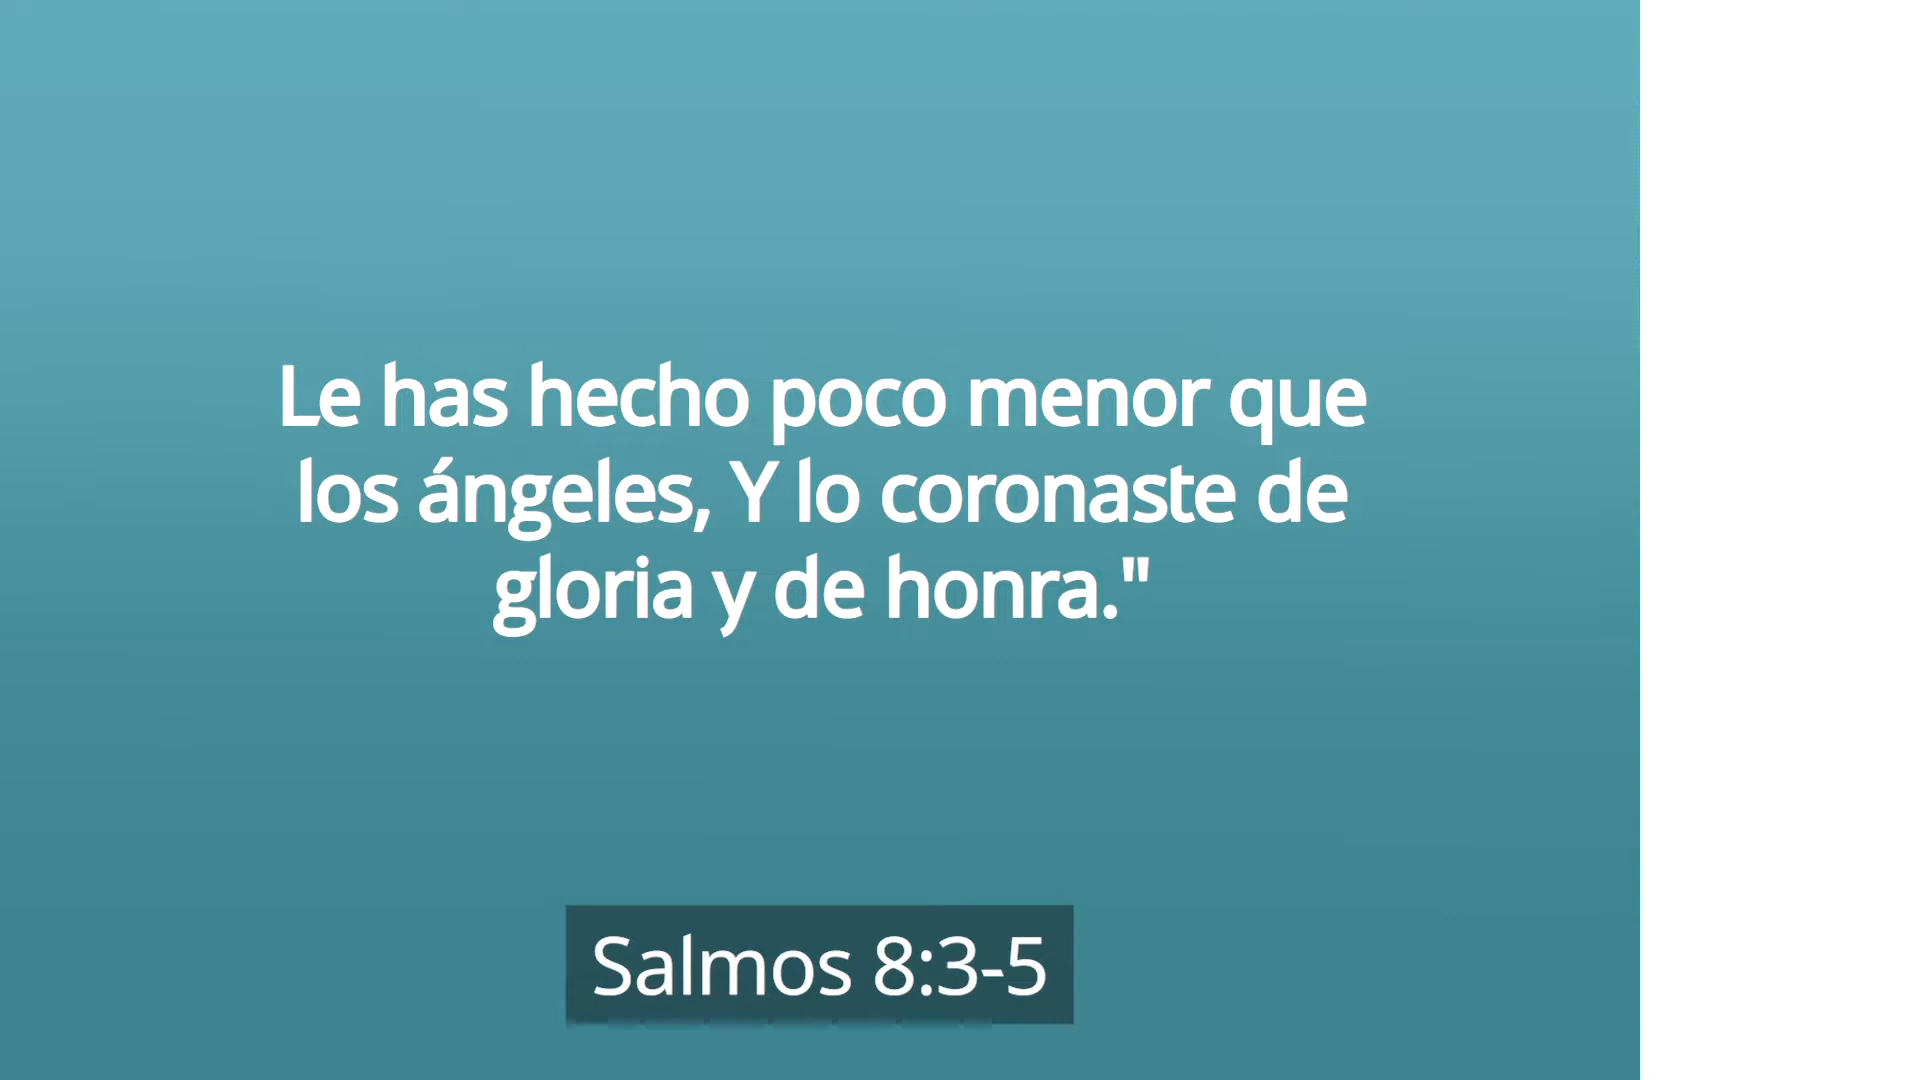 Le has hecho poco menor que
los ángeles, Y lo coronaste de
gloria y de honra."
Salmos 8:3-5